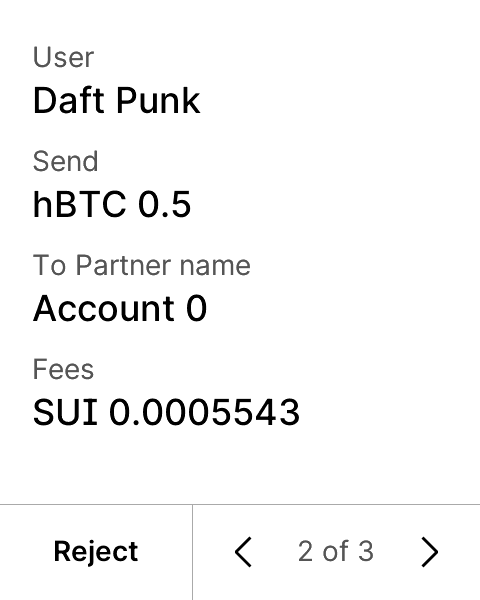 User
Daft Punk
Send
hBTC 0.5
To Partner name
Account 0
Fees
SUI 0.0005543
Reject
2 of 3